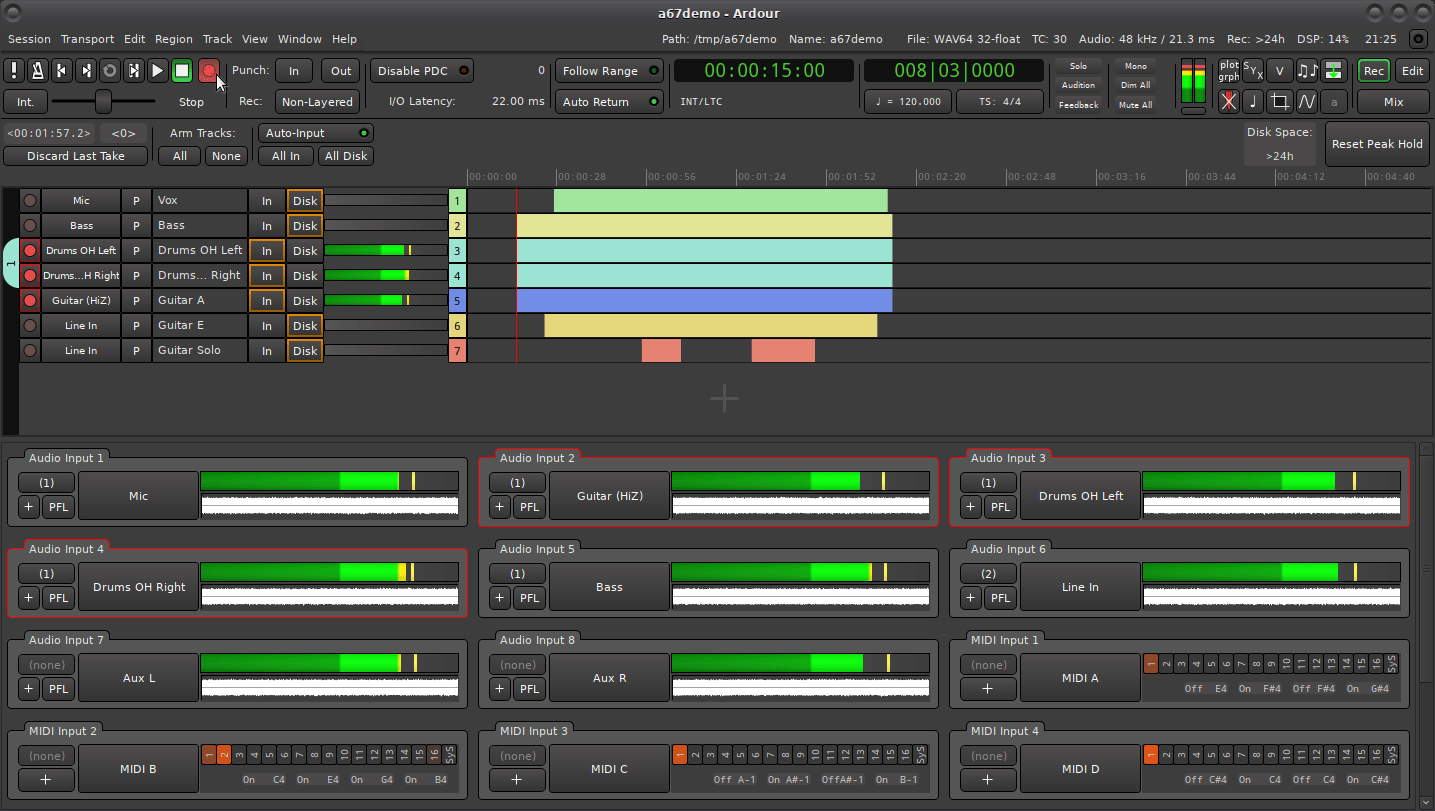 a67demo - Ardour
Session Transport Edit Region Track View Window Help Path: /tmp/a67demo Name: a67demo File: WAV64 32-float TC: 30 Audio: 48 kHz / 21.3 ms Rec: >24h DSP: 14% 21:25
Punch: In Out Disable PDC 0 Follow Range 00:00:15:00 008|03|0000 Solo Mono Rec Edit
Audition Dim All
Int. Stop Rec: Non-Layered I/O Latency: 22.00 ms Auto Return INT/LTC ♩ = 120.000 TS: 4/4 Feedback Mute All a Mix
<00:01:57.2> <0> Arm Tracks: Auto-Input Disk Space:
Discard Last Take All None All In All Disk >24h Reset Peak Hold
00:00:00 00:00:28 00:00:56 00:01:24 00:01:52 00:02:20 00:02:48 00:03:16 00:03:44 00:04:12 00:04:40
Mic P Vox In Disk 1
Bass P Bass In Disk 2
1
Drums OH Left P Drums OH Left In Disk 3
Drums...H Right P Drums... Right In Disk 4
Guitar (HiZ) P Guitar A In Disk 5
Line In P Guitar E In Disk 6
Line In P Guitar Solo In Disk 7
Audio Input 1 Audio Input 2 Audio Input 3
(1) Mic (1) Guitar (HiZ) (1) Drums OH Left
+ PFL + PFL + PFL
Audio Input 4 Audio Input 5 Audio Input 6
(1) Drums OH Right (1) Bass (2) Line In
+ PFL + PFL + PFL
Audio Input 7 Audio Input 8 MIDI Input 1
(none) Aux L (none) Aux R (none) MIDI A 1 2 3 4 5 6 7 8 9 10 11 12 13 14 15 16 SyS
+ PFL + PFL + Off E4 On F#4 Off F#4 On G#4
MIDI Input 2 MIDI Input 3 MIDI Input 4
(none) MIDI B 1 2 3 4 5 6 7 8 9 10 11 12 13 14 15 16 SyS (none) MIDI C 1 2 3 4 5 6 7 8 9 10 11 12 13 14 15 16 SyS (none) MIDI D 1 2 3 4 5 6 7 8 9 10 11 12 13 14 15 16 SyS
+ On C4 On E4 On G4 On B4 + Off A-1 On A#-1 OffA#-1 On B-1 + Off C#4 On C4 Off C4 On C#4